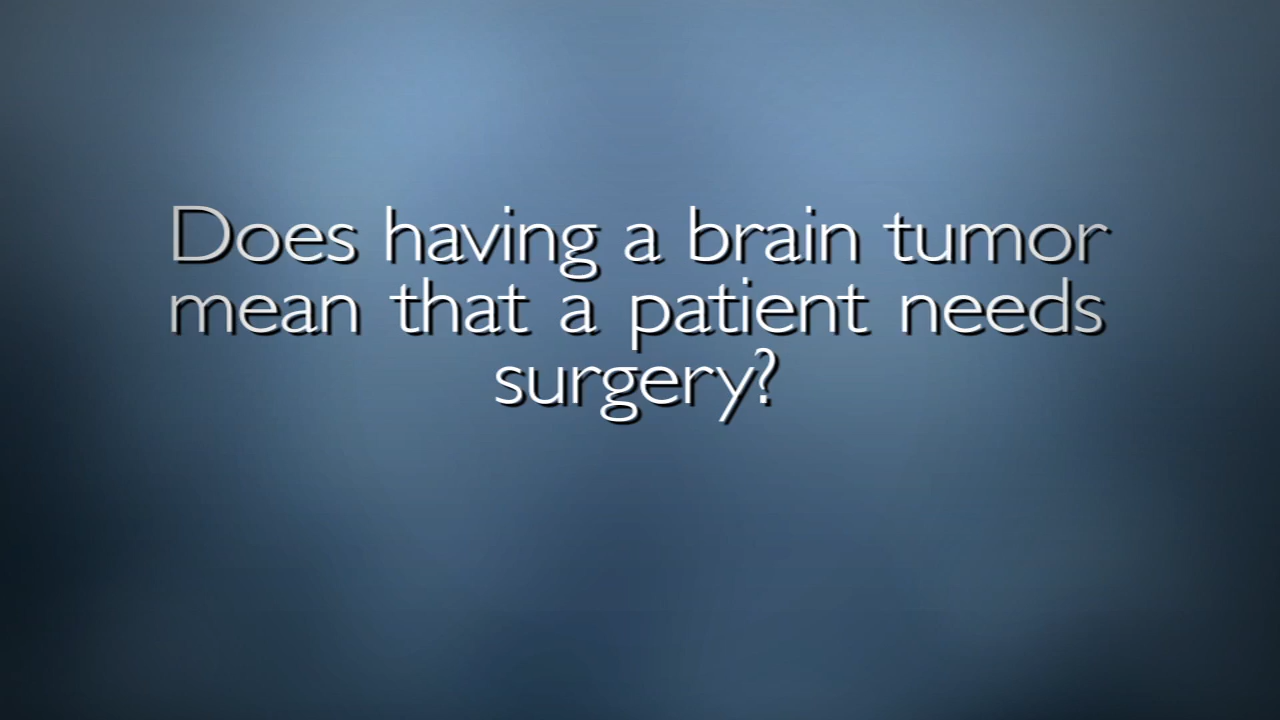 Does having a brain tumor
mean that a patient needs
surgery?